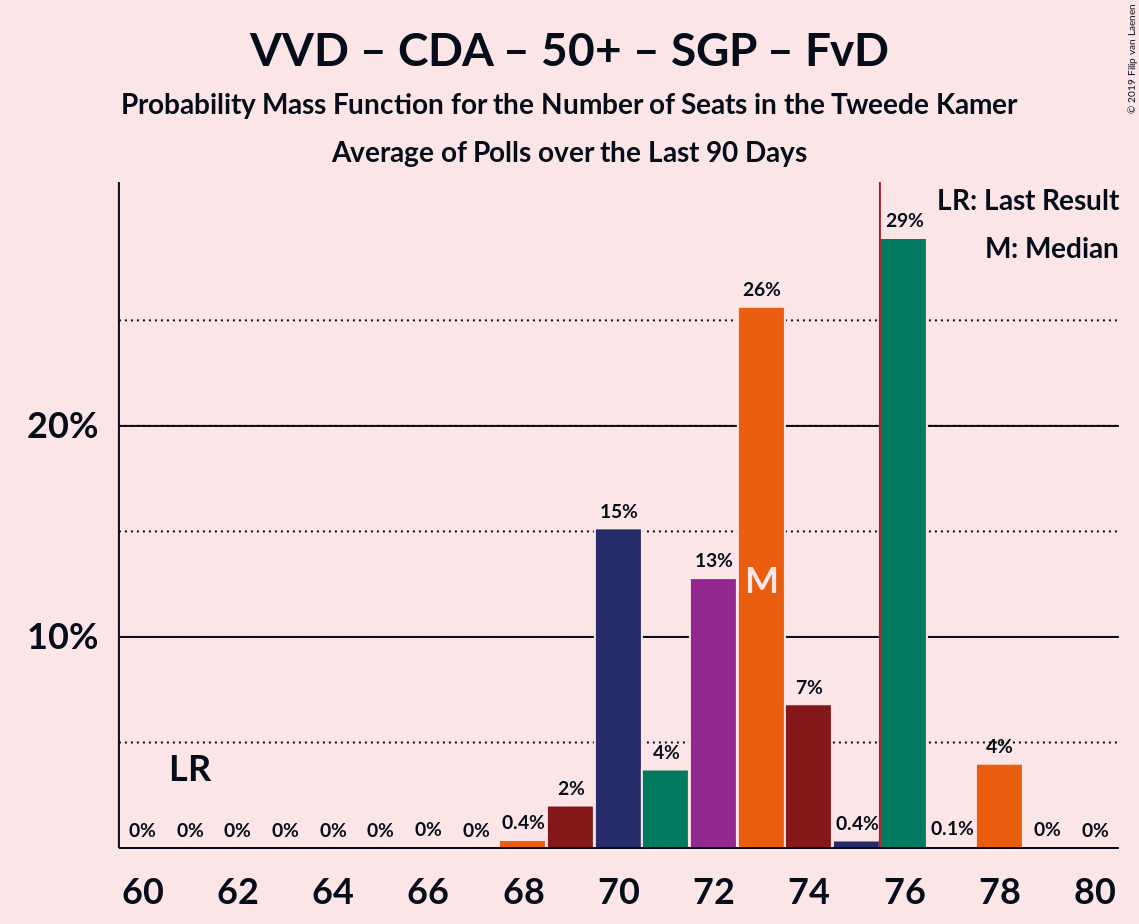 VVD – CDA – 50+ – SGP – FvD
Probability Mass Function for the Number of Seats in the Tweede Kamer
Average of Polls over the Last 90 Days
© 2019 Filip van Laenen
LR: Last Result
M: Median
29%
26%
20%
15%
13%
M
10%
7%
LR
4%
4%
2%
0% 0% 0% 0% 0% 0% 0% 0% 0.4% 0.4% 0.1% 0% 0%
60 62 64 66 68 70 72 74 76 78 80